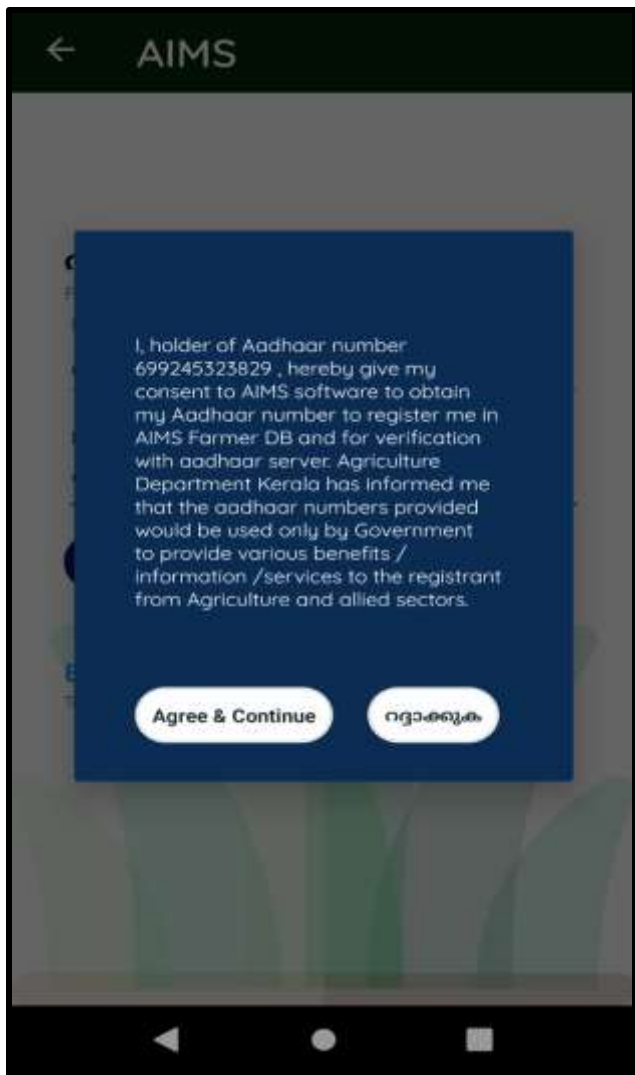 AIMS
I, holder of Aadhaar number
699245323829 , hereby give my
consent to AIMS software to obtain
my Aadhaar number to register me in
AIMS Farmer DB and for verification
with aadhaar server. Agriculture
Department Kerala has informed me
that the aadhaar numbers provided
would be used only by Government
to provide various benefits /
information /services to the registrant
from Agriculture and allied sectors.
Agree & Continue റദ്ദാക്കുക